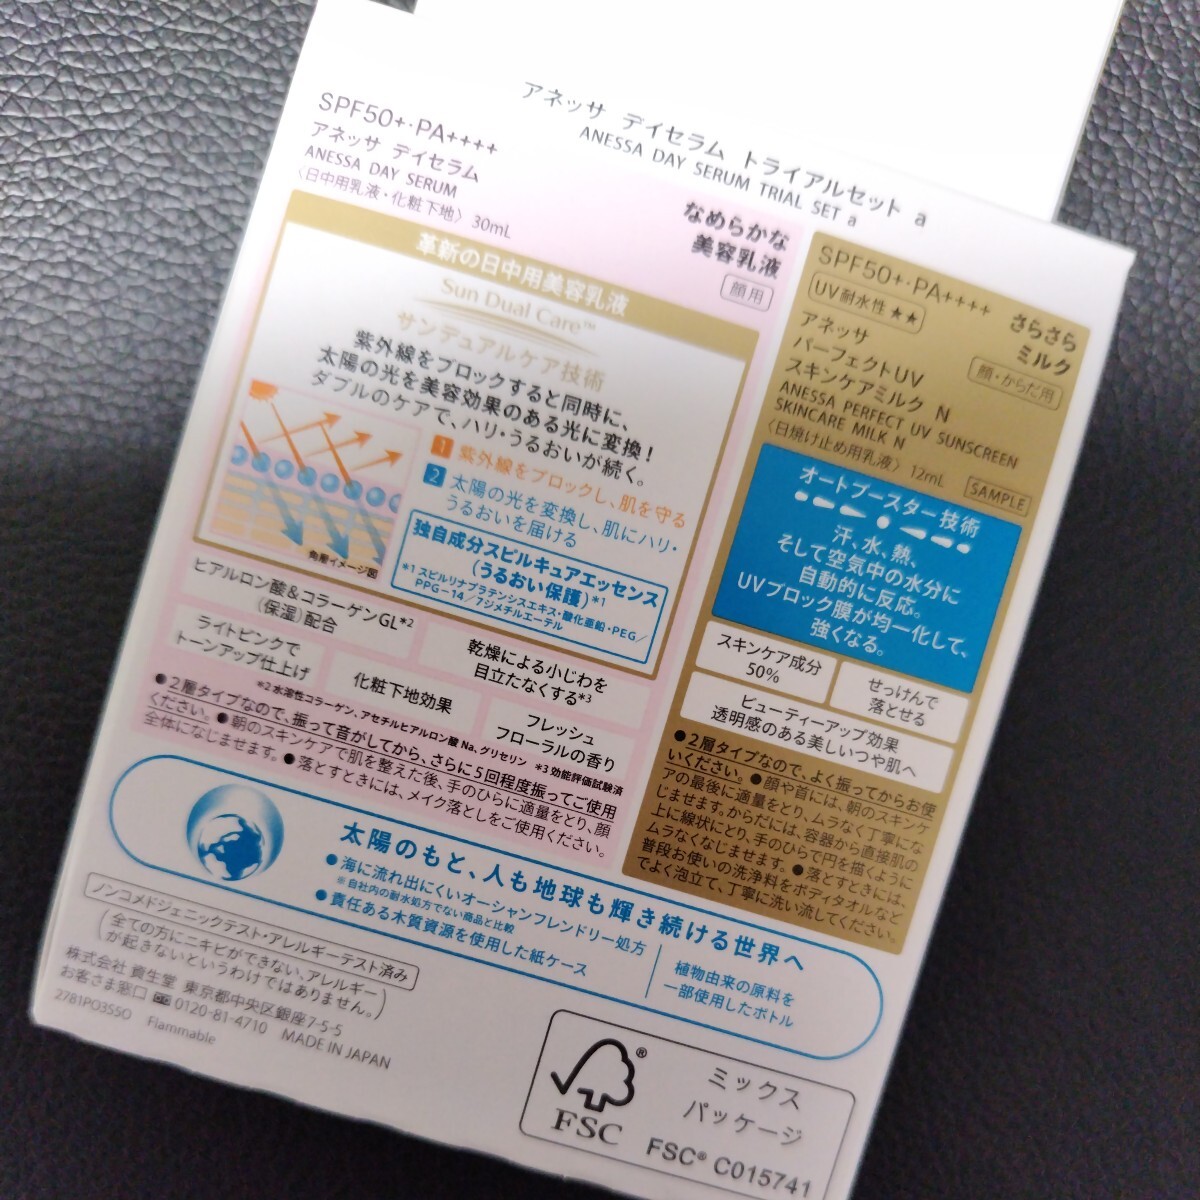 アネッサ デイセラム トライアルセット a
ANESSA DAY SERUM TRIAL SET a
SPF50+・PA++++
アネッサ デイセラム
ANESSA DAY SERUM
〈日中用乳液・化粧下地〉 30mL
なめらかな
美容乳液
顔用
革新の日中用美容乳液
Sun Dual Care™
サンデュアルケア技術
紫外線をブロックすると同時に、
太陽の光を美容効果のある光に変換！
ダブルのケアで、ハリ・うるおいが続く。
1 紫外線をブロックし、肌を守る
2 太陽の光を変換し、肌にハリ・
うるおいを届ける
角層イメージ図
独自成分スピルキュアエッセンス
（うるおい保護）*1
*1 スピルリナプラテンシスエキス・酸化亜鉛・PEG／
PPG－14／7ジメチルエーテル
ヒアルロン酸&コラーゲンGL*2
（保湿）配合
乾燥による小じわを
目立たなくする*3
ライトピンクで
トーンアップ仕上げ
化粧下地効果
フレッシュ
フローラルの香り
*2 水溶性コラーゲン、アセチルヒアルロン酸 Na、グリセリン *3 効能評価試験済
●2層タイプなので、振って音がしてから、さらに5回程度振ってご使用
ください。●朝のスキンケアで肌を整えた後、手のひらに適量をとり、顔
全体になじませます。●落とすときには、メイク落としをご使用ください。
SPF50+・PA++++
UV耐水性★★
さらさら
ミルク
顔・からだ用
アネッサ
パーフェクトUV
スキンケアミルク N
ANESSA PERFECT UV SUNSCREEN
SKINCARE MILK N
〈日焼け止め用乳液〉 12mL
SAMPLE
オートブースター技術
汗、水、熱、
そして空気中の水分に
自動的に反応。
UVブロック膜が均一化して、
強くなる。
スキンケア成分
50%
せっけんで
落とせる
ビューティーアップ効果
透明感のある美しいつや肌へ
●2層タイプなので、よく振ってからお使
いください。●顔や首には、朝のスキンケ
アの最後に適量をとり、ムラなく丁寧にな
じませます。からだには、容器から直接肌の
上に線状にとり、手のひらで円を描くように
ムラなくなじませます。●落とすときには、
普段お使いの洗浄料をボディタオルなど
でよく泡立て、丁寧に洗い流してください。
太陽のもと、人も地球も輝き続ける世界へ
●海に流れ出にくいオーシャンフレンドリー処方
※自社内の耐水処方でない商品と比較
●責任ある木質資源を使用した紙ケース
植物由来の原料を
一部使用したボトル
ノンコメドジェニックテスト・アレルギーテスト済み
（全ての方にニキビができない、アレルギー
が起きないというわけではありません。）
株式会社 資生堂 東京都中央区銀座7-5-5
お客さま窓口 0120-81-4710 MADE IN JAPAN
2781PO3SSO Flammable
FSC®
ミックス
パッケージ
FSC® C015741